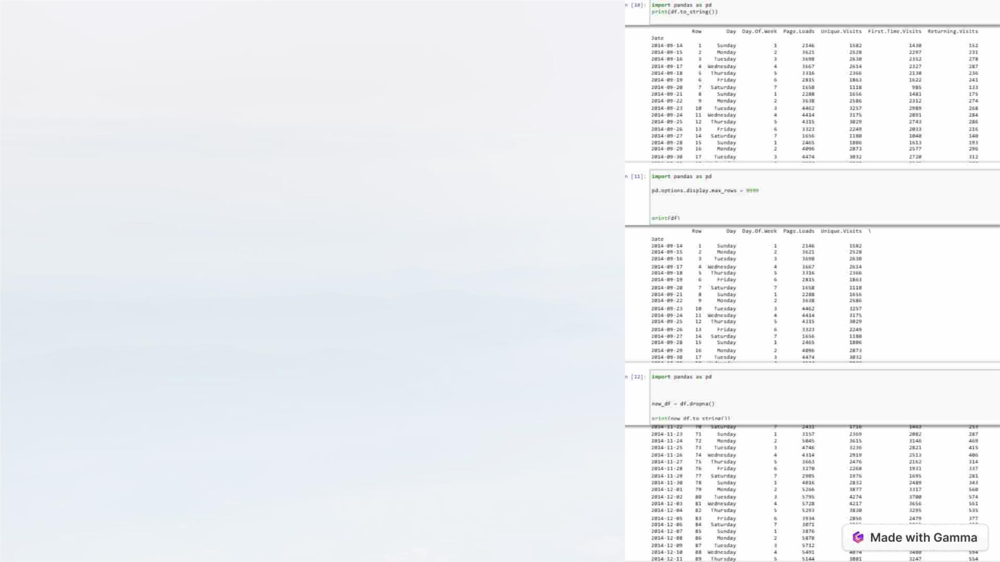 n [10]: import pandas as pd
print(df.to_string())
Row Day Day.Of.Week Page.Loads Unique.Visits First.Time.Visits Returning.Visits
Date
2014-09-14 1 Sunday 1 2146 1582 1430 152
2014-09-15 2 Monday 2 3621 2528 2297 231
2014-09-16 3 Tuesday 3 3698 2630 2352 278
2014-09-17 4 Wednesday 4 3667 2614 2327 287
2014-09-18 5 Thursday 5 3316 2366 2130 236
2014-09-19 6 Friday 6 2815 1863 1622 241
2014-09-20 7 Saturday 7 1658 1118 985 133
2014-09-21 8 Sunday 1 2288 1656 1481 175
2014-09-22 9 Monday 2 3638 2586 2312 274
2014-09-23 10 Tuesday 3 4462 3257 2989 268
2014-09-24 11 Wednesday 4 4414 3175 2891 284
2014-09-25 12 Thursday 5 4315 3029 2743 286
2014-09-26 13 Friday 6 3323 2249 2033 216
2014-09-27 14 Saturday 7 1656 1180 1040 140
2014-09-28 15 Sunday 1 2465 1806 1613 193
2014-09-29 16 Monday 2 4096 2873 2577 296
2014-09-30 17 Tuesday 3 4474 3032 2720 312
n [11]: import pandas as pd
pd.options.display.max_rows = 9999
print(df)
Row Day Day.Of.Week Page.Loads Unique.Visits \
Date
2014-09-14 1 Sunday 1 2146 1582
2014-09-15 2 Monday 2 3621 2528
2014-09-16 3 Tuesday 3 3698 2630
2014-09-17 4 Wednesday 4 3667 2614
2014-09-18 5 Thursday 5 3316 2366
2014-09-19 6 Friday 6 2815 1863
2014-09-20 7 Saturday 7 1658 1118
2014-09-21 8 Sunday 1 2288 1656
2014-09-22 9 Monday 2 3638 2586
2014-09-23 10 Tuesday 3 4462 3257
2014-09-24 11 Wednesday 4 4414 3175
2014-09-25 12 Thursday 5 4315 3029
2014-09-26 13 Friday 6 3323 2249
2014-09-27 14 Saturday 7 1656 1180
2014-09-28 15 Sunday 1 2465 1806
2014-09-29 16 Monday 2 4096 2873
2014-09-30 17 Tuesday 3 4474 3032
n [12]: import pandas as pd
new_df = df.dropna()
print(new_df.to_string())
2014-11-22 70 Saturday 7 2431 1716 1463 253
2014-11-23 71 Sunday 1 3157 2369 2082 287
2014-11-24 72 Monday 2 5045 3615 3146 469
2014-11-25 73 Tuesday 3 4746 3236 2821 415
2014-11-26 74 Wednesday 4 4314 2919 2513 406
2014-11-27 75 Thursday 5 3663 2476 2162 314
2014-11-28 76 Friday 6 3270 2268 1931 337
2014-11-29 77 Saturday 7 2905 1976 1695 281
2014-11-30 78 Sunday 1 4016 2832 2489 343
2014-12-01 79 Monday 2 5266 3877 3317 560
2014-12-02 80 Tuesday 3 5795 4274 3700 574
2014-12-03 81 Wednesday 4 5728 4217 3656 561
2014-12-04 82 Thursday 5 5293 3830 3295 535
2014-12-05 83 Friday 6 3934 2856 2479 377
2014-12-06 84 Saturday 7 3071
2014-12-07 85 Sunday 1 3876
2014-12-08 86 Monday 2 5878
2014-12-09 87 Tuesday 3 5712
2014-12-10 88 Wednesday 4 5491 4074 3480 594
2014-12-11 89 Thursday 5 5144 3801 3247 554
Made with Gamma